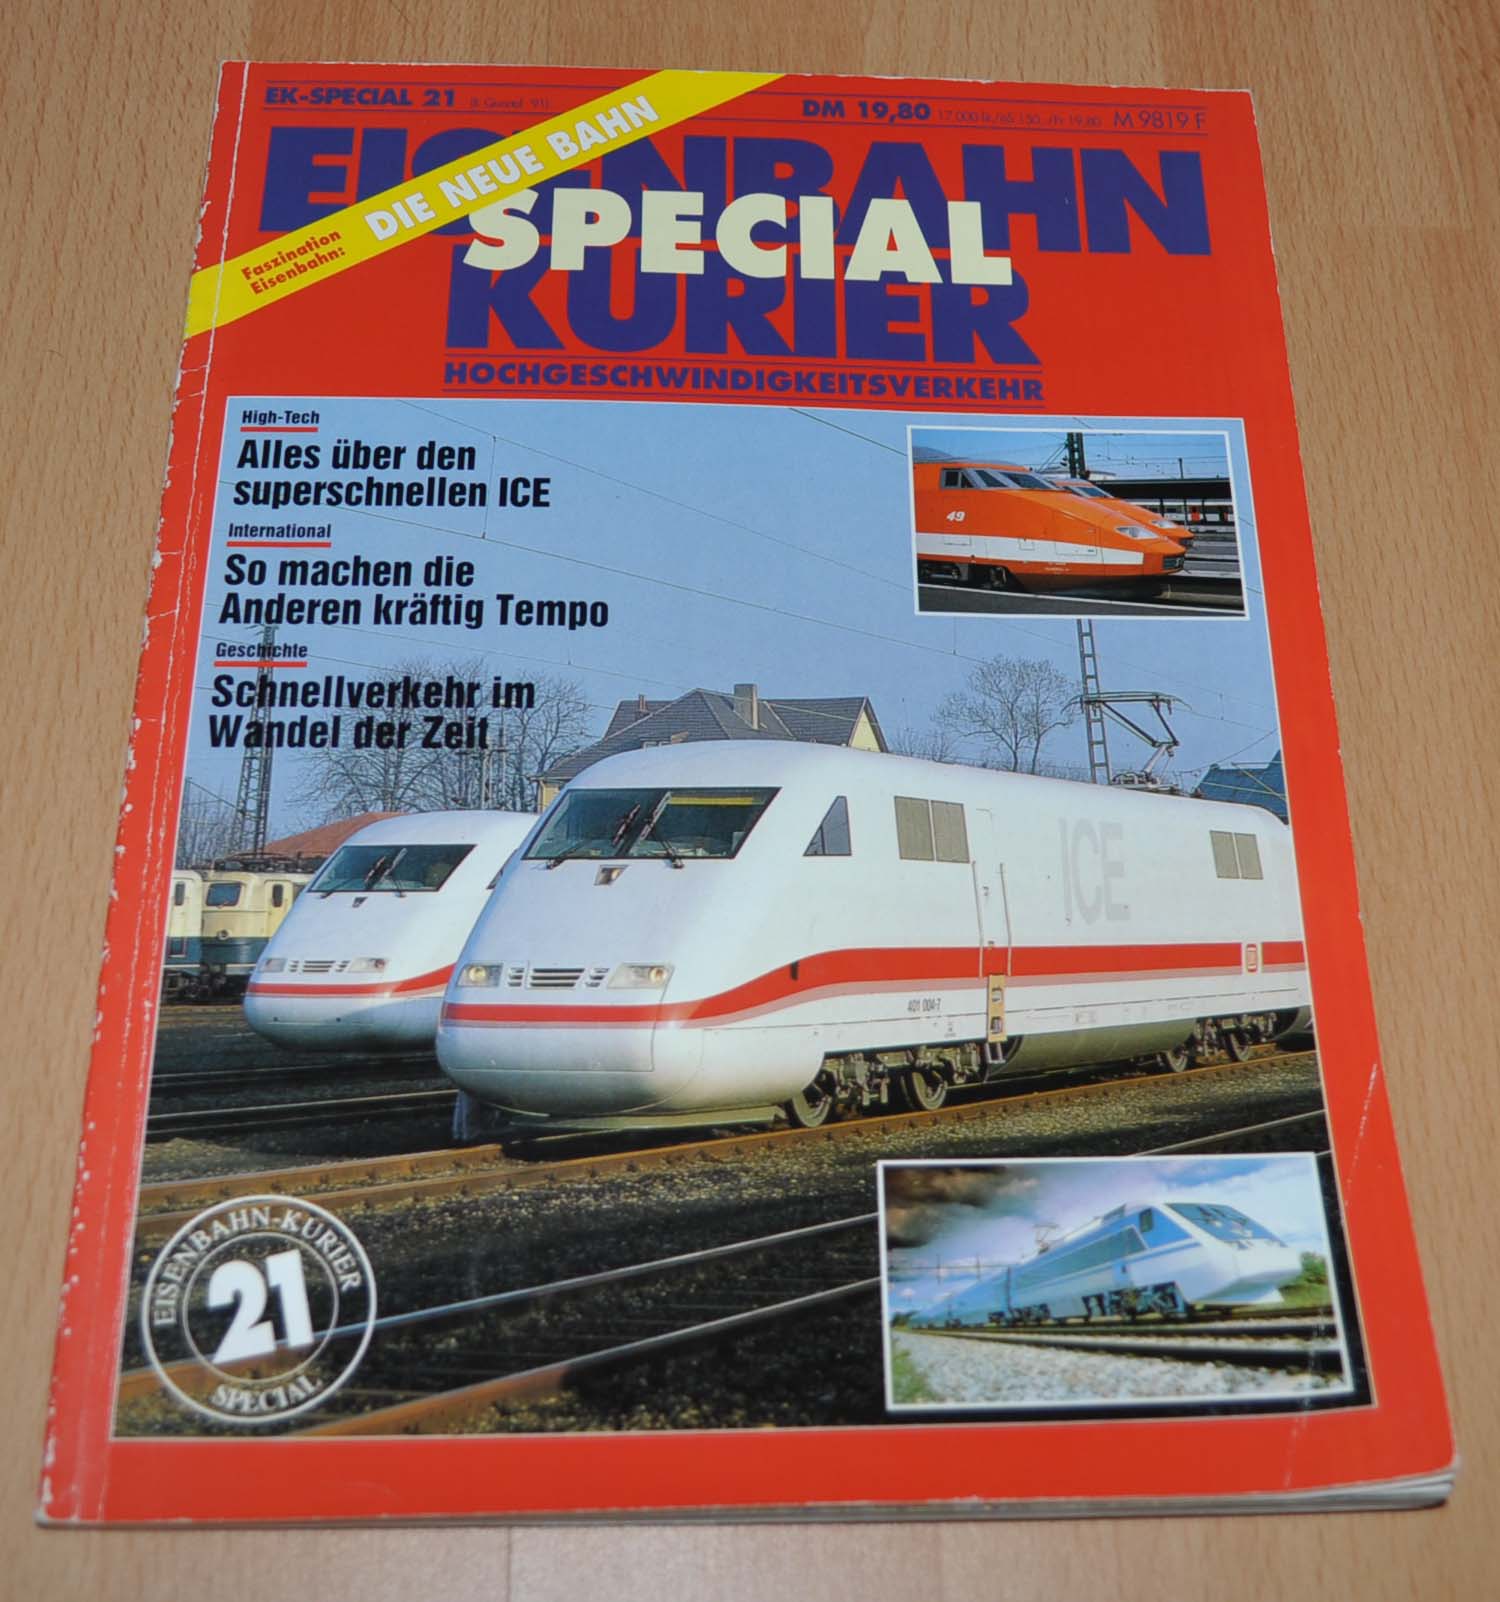 EK-SPECIAL 21
DM 19,80
M 9819 F
Faszination
Eisenbahn:
DIE NEUE BAHN
EISENBAHN
SPECIAL
KURIER
HOCHGESCHWINDIGKEITSVERKEHR
High-Tech
Alles über den
superschnellen ICE
International
So machen die
Anderen kräftig Tempo
Geschichte
Schnellverkehr im
Wandel der Zeit
49
ICE
401 004-7
EISENBAHN-KURIER
21
SPECIAL